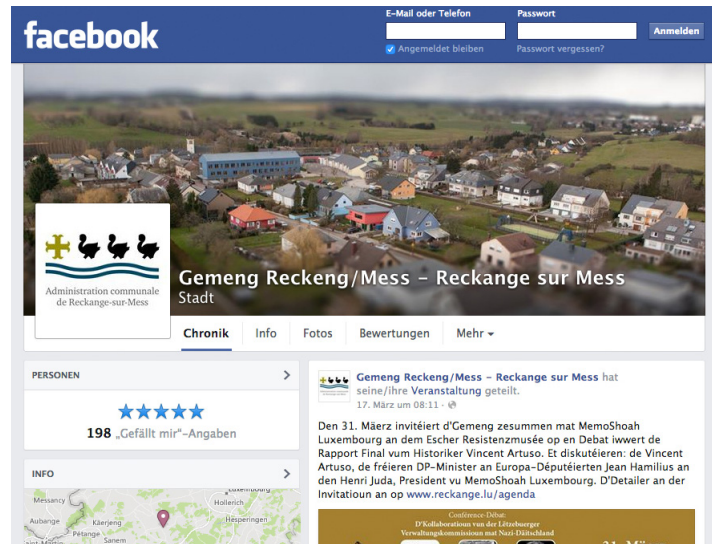 facebook
E-Mail oder Telefon
Passwort
Anmelden
Angemeldet bleiben
Passwort vergessen?
Administration communale
de Reckange-sur-Mess
Gemeng Reckeng/Mess – Reckange sur Mess
Stadt
Chronik
Info
Fotos
Bewertungen
Mehr
PERSONEN
198 „Gefällt mir“-Angaben
INFO
Luxembourg
Messancy
Hollerich
Aubange
Käerjeng
Hesperingen
Pétange
Sanem
Saint-Martin
Gemeng Reckeng/Mess – Reckange sur Mess hat
seine/ihre Veranstaltung geteilt.
17. März um 08:11 ·
Den 31. Mäerz invitéiert d'Gemeng zesummen mat MemoShoah
Luxembourg an dem Escher Resistenzmusée op en Debat iwwert de
Rapport Final vum Historiker Vincent Artuso. Et diskutéieren: de Vincent
Artuso, de fréieren DP-Minister an Europa-Députéierten Jean Hamilius an
den Henri Juda, President vu MemoShoah Luxembourg. D'Detailer an der
Invitatioun an op www.reckange.lu/agenda
Conférence-Débat:
D'Kollaboratioun vun der Lëtzebuerger
Verwaltungskommissioun mat Nazi-Däitschland
31. März